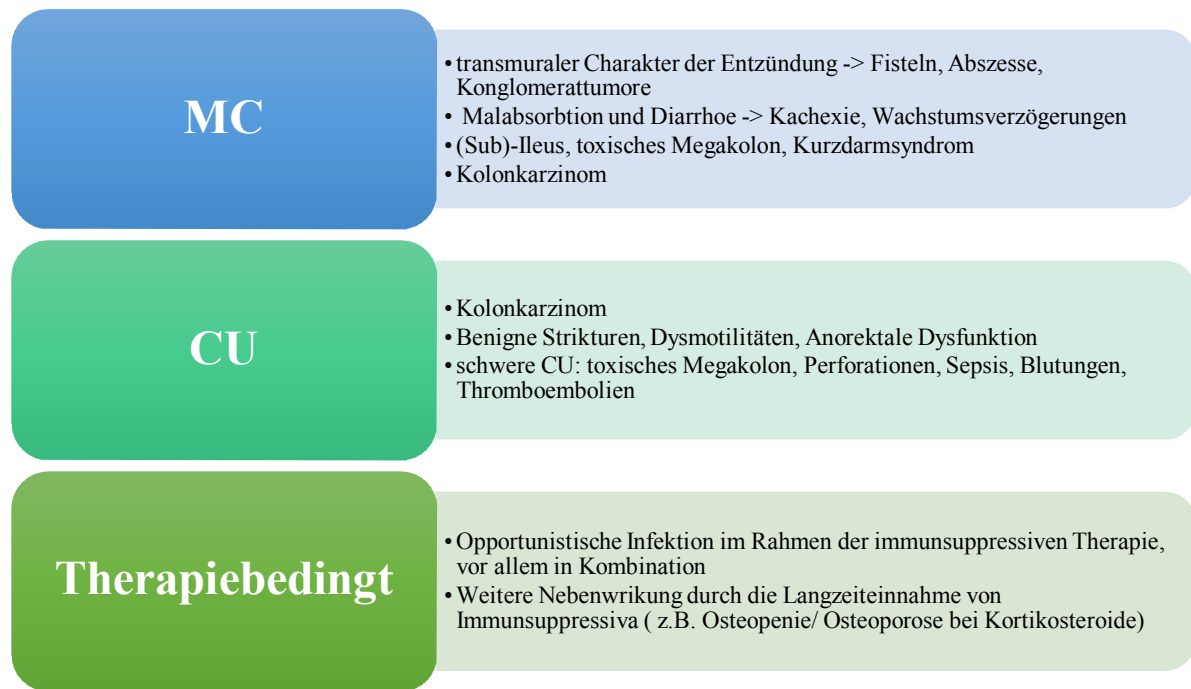 MC
• transmuraler Charakter der Entzündung -> Fisteln, Abszesse,
Konglomerattumore
• Malabsorbtion und Diarrhoe -> Kachexie, Wachstumsverzögerungen
• (Sub)-Ileus, toxisches Megakolon, Kurzdarmsyndrom
• Kolonkarzinom
CU
• Kolonkarzinom
• Benigne Strikturen, Dysmotilitäten, Anorektale Dysfunktion
• schwere CU: toxisches Megakolon, Perforationen, Sepsis, Blutungen,
Thromboembolien
Therapiebedingt
• Opportunistische Infektion im Rahmen der immunsuppressiven Therapie,
vor allem in Kombination
• Weitere Nebenwrikung durch die Langzeiteinnahme von
Immunsuppressiva ( z.B. Osteopenie/ Osteoporose bei Kortikosteroide)